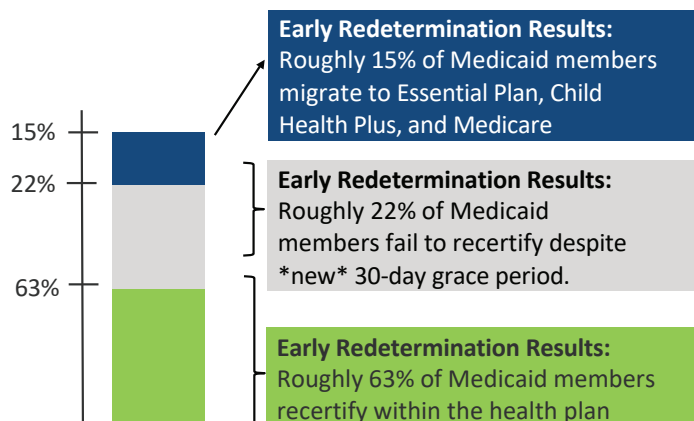 Early Redetermination Results:
Roughly 15% of Medicaid members
migrate to Essential Plan, Child
Health Plus, and Medicare
15%
Early Redetermination Results:
Roughly 22% of Medicaid
members fail to recertify despite
*new* 30-day grace period.
22%
63%
Early Redetermination Results:
Roughly 63% of Medicaid members
recertify within the health plan